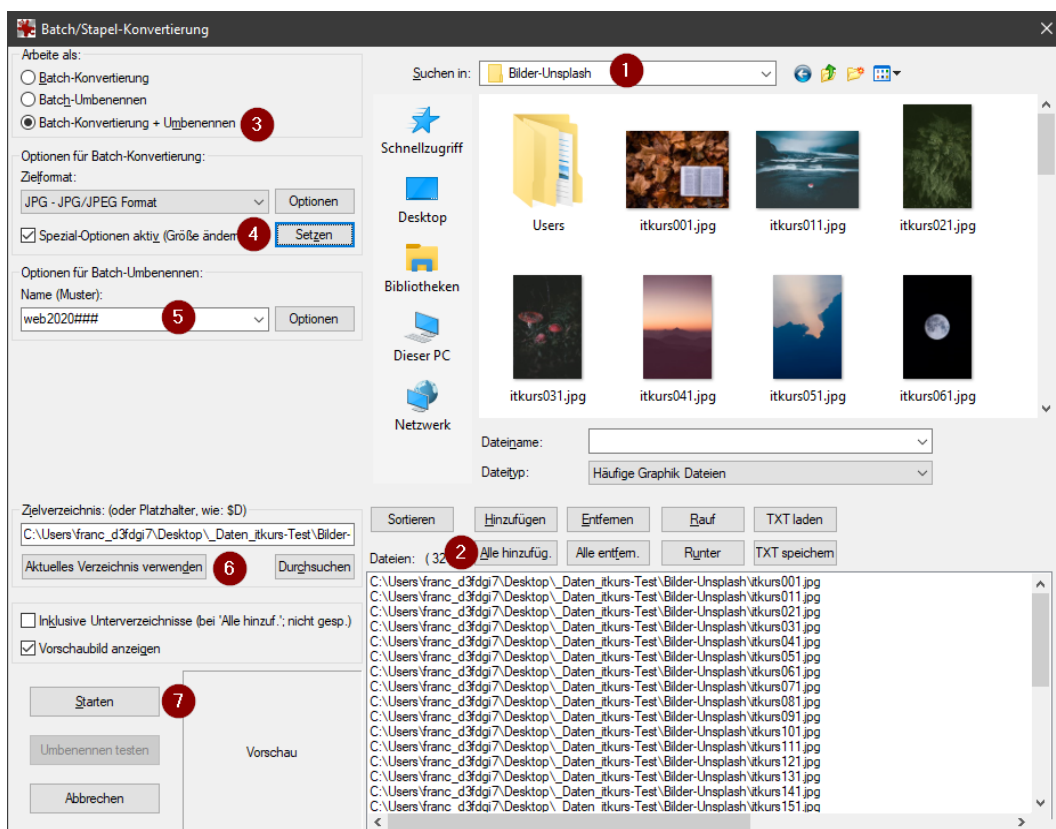 Batch/Stapel-Konvertierung
Arbeite als:
Batch-Konvertierung
Batch-Umbenennen
Batch-Konvertierung + Umbenennen
3
Optionen für Batch-Konvertierung:
Zielformat:
JPG - JPG/JPEG Format
Optionen
Spezial-Optionen aktiv (Größe ändern
4
Setzen
Optionen für Batch-Umbenennen:
Name (Muster):
web2020###
5
Optionen
Suchen in:
Bilder-Unsplash
1
Schnellzugriff
Desktop
Bibliotheken
Dieser PC
Netzwerk
Users
itkurs001.jpg
itkurs011.jpg
itkurs021.jpg
itkurs031.jpg
itkurs041.jpg
itkurs051.jpg
itkurs061.jpg
Dateiname:
Dateityp:
Häufige Graphik Dateien
Zielverzeichnis: (oder Platzhalter, wie: $D)
C:\Users\franc_d3fdgi7\Desktop\_Daten_itkurs-Test\Bilder-
Aktuelles Verzeichnis verwenden
6
Durchsuchen
Inklusive Unterverzeichnisse (bei 'Alle hinzuf.'; nicht gesp.)
Vorschaubild anzeigen
Starten
7
Umbenennen testen
Abbrechen
Vorschau
Sortieren
Hinzufügen
Entfernen
Rauf
TXT laden
Dateien: ( 32
2
Alle hinzufüg.
Alle entfern.
Runter
TXT speichern
C:\Users\franc_d3fdgi7\Desktop\_Daten_itkurs-Test\Bilder-Unsplash\itkurs001.jpg
C:\Users\franc_d3fdgi7\Desktop\_Daten_itkurs-Test\Bilder-Unsplash\itkurs011.jpg
C:\Users\franc_d3fdgi7\Desktop\_Daten_itkurs-Test\Bilder-Unsplash\itkurs021.jpg
C:\Users\franc_d3fdgi7\Desktop\_Daten_itkurs-Test\Bilder-Unsplash\itkurs031.jpg
C:\Users\franc_d3fdgi7\Desktop\_Daten_itkurs-Test\Bilder-Unsplash\itkurs041.jpg
C:\Users\franc_d3fdgi7\Desktop\_Daten_itkurs-Test\Bilder-Unsplash\itkurs051.jpg
C:\Users\franc_d3fdgi7\Desktop\_Daten_itkurs-Test\Bilder-Unsplash\itkurs061.jpg
C:\Users\franc_d3fdgi7\Desktop\_Daten_itkurs-Test\Bilder-Unsplash\itkurs071.jpg
C:\Users\franc_d3fdgi7\Desktop\_Daten_itkurs-Test\Bilder-Unsplash\itkurs081.jpg
C:\Users\franc_d3fdgi7\Desktop\_Daten_itkurs-Test\Bilder-Unsplash\itkurs091.jpg
C:\Users\franc_d3fdgi7\Desktop\_Daten_itkurs-Test\Bilder-Unsplash\itkurs101.jpg
C:\Users\franc_d3fdgi7\Desktop\_Daten_itkurs-Test\Bilder-Unsplash\itkurs111.jpg
C:\Users\franc_d3fdgi7\Desktop\_Daten_itkurs-Test\Bilder-Unsplash\itkurs121.jpg
C:\Users\franc_d3fdgi7\Desktop\_Daten_itkurs-Test\Bilder-Unsplash\itkurs131.jpg
C:\Users\franc_d3fdgi7\Desktop\_Daten_itkurs-Test\Bilder-Unsplash\itkurs141.jpg
C:\Users\franc_d3fdgi7\Desktop\_Daten_itkurs-Test\Bilder-Unsplash\itkurs151.jpg